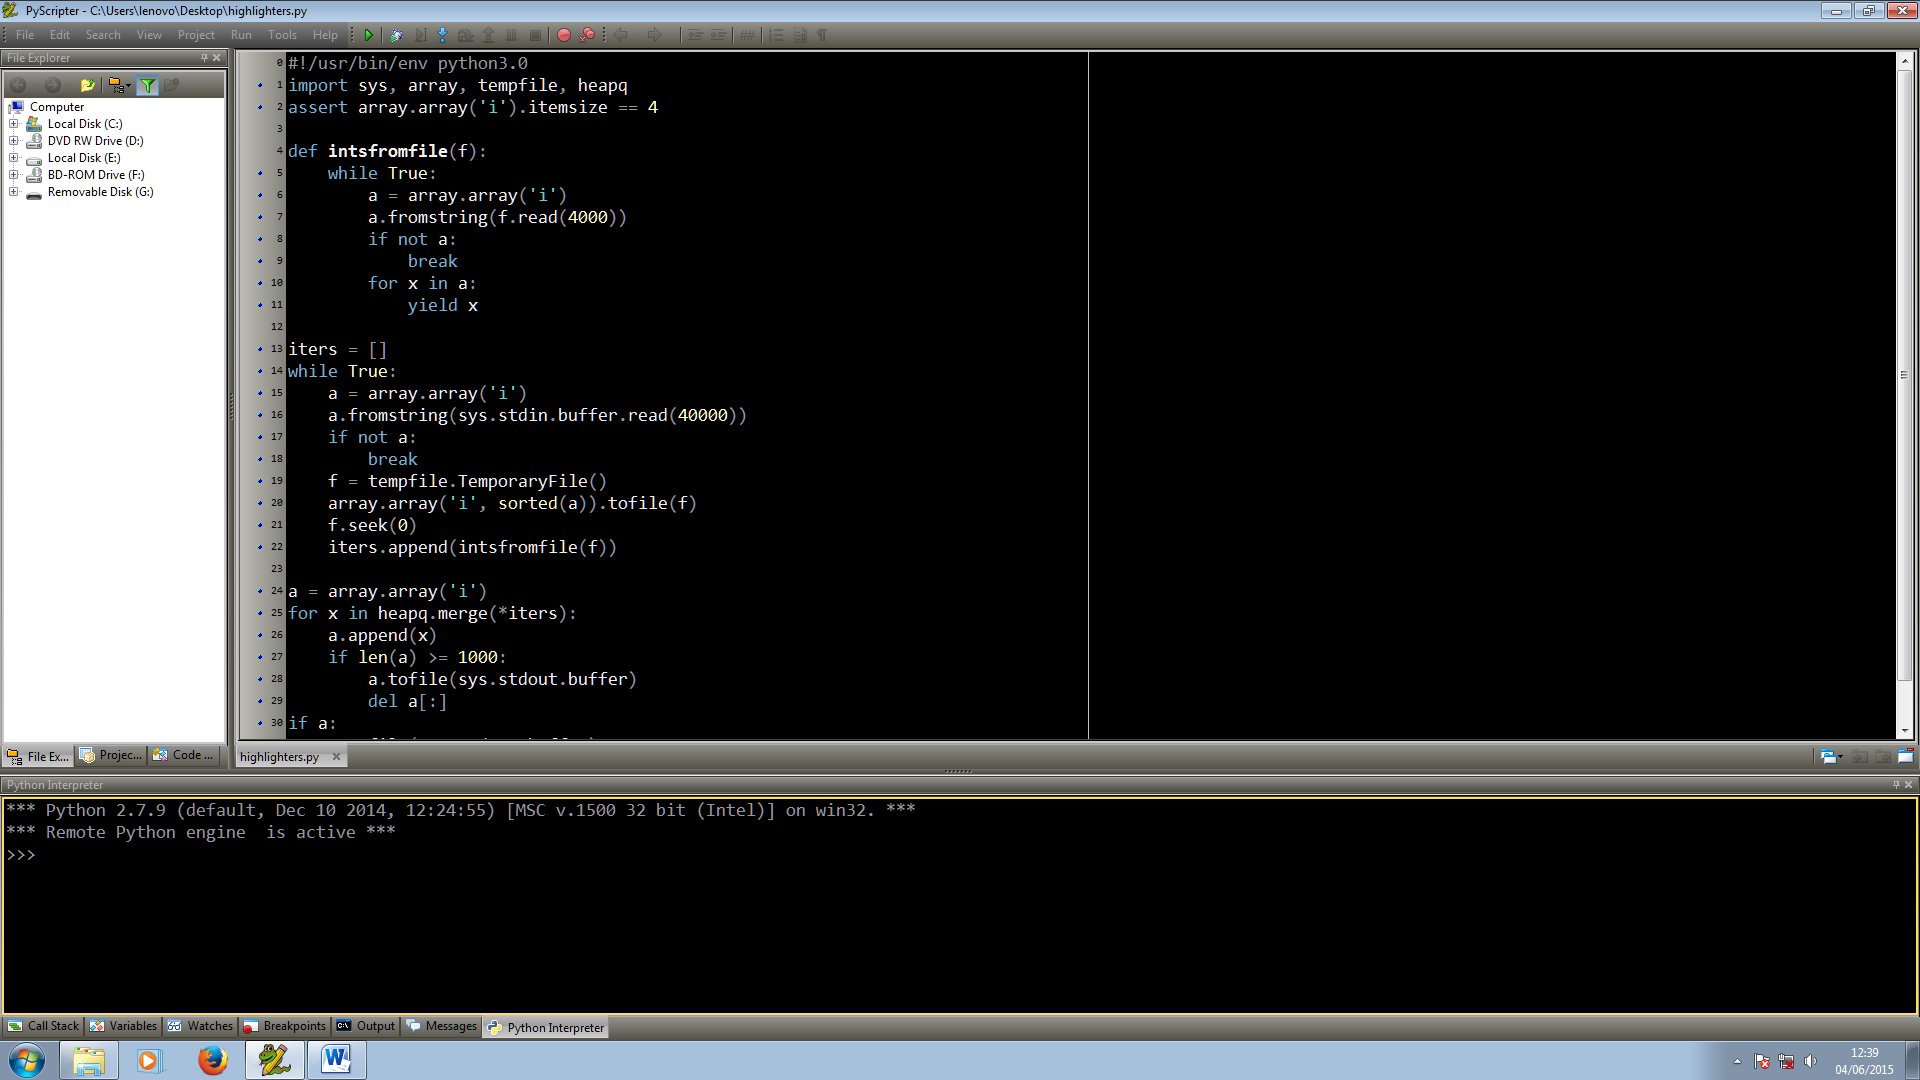 PyScripter - C:\Users\lenovo\Desktop\highlighters.py
File Edit Search View Project Run Tools Help
File Explorer
Computer
Local Disk (C:)
DVD RW Drive (D:)
Local Disk (E:)
BD-ROM Drive (F:)
Removable Disk (G:)
File Ex... Projec... Code ...
0 #!/usr/bin/env python3.0
1 import sys, array, tempfile, heapq
2 assert array.array('i').itemsize == 4
3
4 def intsfromfile(f):
5     while True:
6         a = array.array('i')
7         a.fromstring(f.read(4000))
8         if not a:
9             break
10         for x in a:
11             yield x
12
13 iters = []
14 while True:
15     a = array.array('i')
16     a.fromstring(sys.stdin.buffer.read(40000))
17     if not a:
18         break
19     f = tempfile.TemporaryFile()
20     array.array('i', sorted(a)).tofile(f)
21     f.seek(0)
22     iters.append(intsfromfile(f))
23
24 a = array.array('i')
25 for x in heapq.merge(*iters):
26     a.append(x)
27     if len(a) >= 1000:
28         a.tofile(sys.stdout.buffer)
29         del a[:]
30 if a:
highlighters.py
Python Interpreter
*** Python 2.7.9 (default, Dec 10 2014, 12:24:55) [MSC v.1500 32 bit (Intel)] on win32. ***
*** Remote Python engine  is active ***
>>>
Call Stack Variables Watches Breakpoints Output Messages Python Interpreter
12:39
04/06/2015